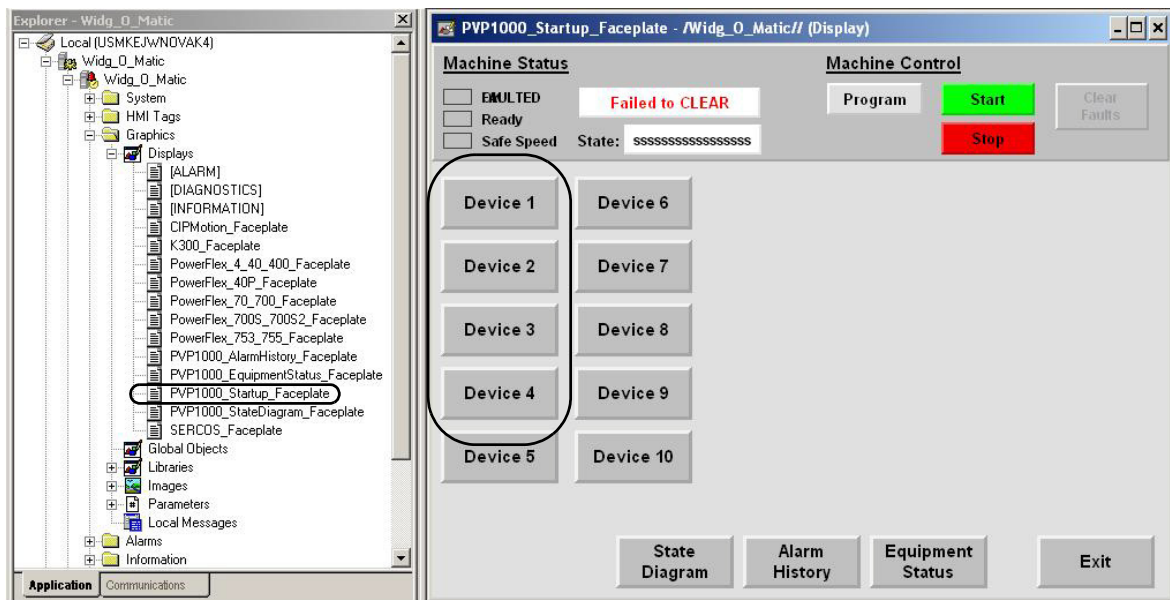 Explorer - Widg_O_Matic
Local (USMKEJWNOVAK4)
Widg_O_Matic
Widg_O_Matic
System
HMI Tags
Graphics
Displays
[ALARM]
[DIAGNOSTICS]
[INFORMATION]
CIPMotion_Faceplate
K300_Faceplate
PowerFlex_4_40_400_Faceplate
PowerFlex_40P_Faceplate
PowerFlex_70_700_Faceplate
PowerFlex_700S_700S2_Faceplate
PowerFlex_753_755_Faceplate
PVP1000_AlarmHistory_Faceplate
PVP1000_EquipmentStatus_Faceplate
PVP1000_Startup_Faceplate
PVP1000_StateDiagram_Faceplate
SERCOS_Faceplate
Global Objects
Libraries
Images
Parameters
Local Messages
Alarms
Information
Application Communications
PVP1000_Startup_Faceplate - /Widg_O_Matic// (Display)
Machine Status
FAULTED
Ready
Safe Speed
Failed to CLEAR
State: sssssssssssssssss
Machine Control
Program
Start
Stop
Clear
Faults
Device 1
Device 6
Device 2
Device 7
Device 3
Device 8
Device 4
Device 9
Device 5
Device 10
State
Diagram
Alarm
History
Equipment
Status
Exit